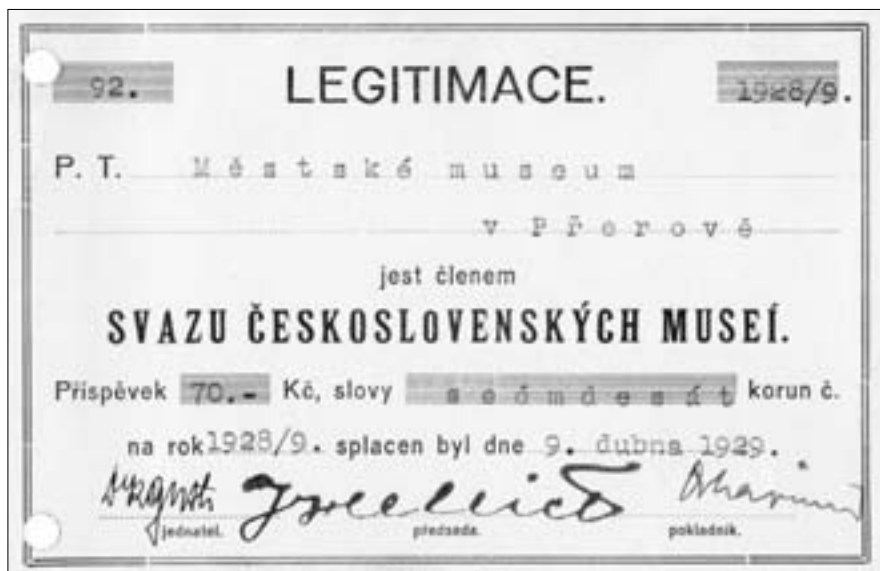 92. LEGITIMACE. 1928/9.
P. T. Městské museum
v Přerově
jest členem
SVAZU ČESKOSLOVENSKÝCH MUSEÍ.
Příspěvek 70.- Kč, slovy sedmdesát korun č.
na rok 1928/9. splacen byl dne 9. dubna 1929.
jednatel. předseda. pokladník.